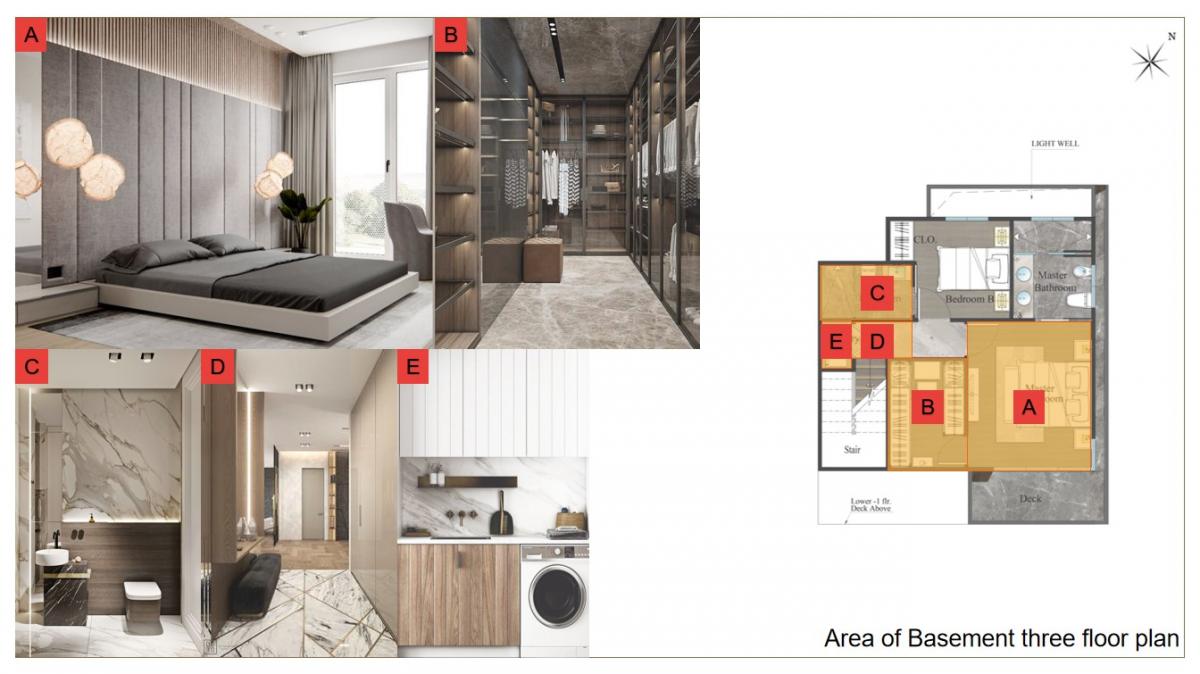 A
B
C
D
E
N
LIGHT WELL
CLO.
Master
Bathroom
Bedroom B
C
E
D
Master
B
A
Stair
Deck
Lower -1 flr.
Deck Above
Area of Basement three floor plan